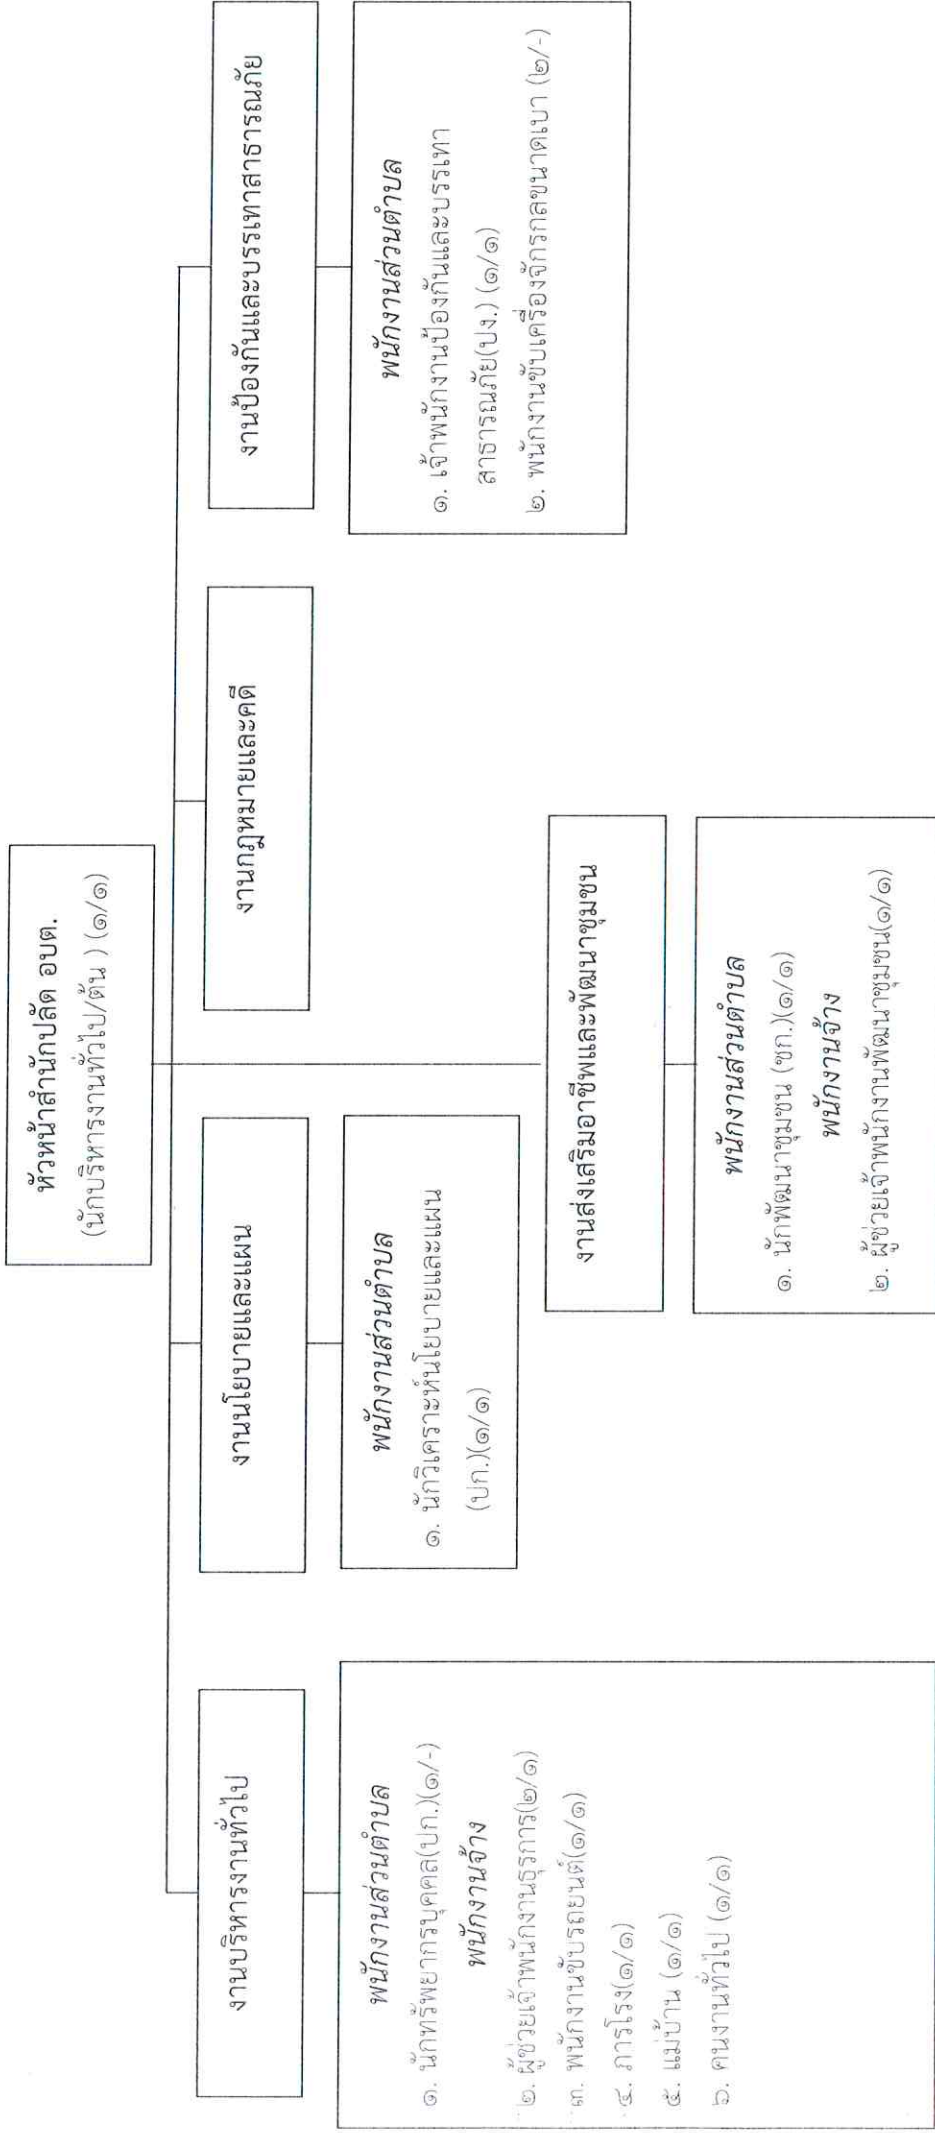 หัวหน้าสำนักปลัด อบต.
(นักบริหารงานทั่วไป/ต้น ) (๑/๑)
งานบริหารงานทั่วไป
พนักงานส่วนตำบล
๑. นักทรัพยากรบุคคล(ปก.)(๑/-)
พนักงานจ้าง
๒. ผู้ช่วยเจ้าพนักงานธุรการ(๒/๑)
๓. พนักงานขับรถยนต์(๑/๑)
๔. ภารโรง(๑/๑)
๕. แม่บ้าน (๑/๑)
๖. คนงานทั่วไป (๑/๑)
งานนโยบายและแผน
พนักงานส่วนตำบล
๑. นักวิเคราะห์นโยบายและแผน
(ปก.)(๑/๑)
งานส่งเสริมอาชีพและพัฒนาชุมชน
พนักงานส่วนตำบล
๑. นักพัฒนาชุมชน (ชก.)(๑/๑)
พนักงานจ้าง
๒. ผู้ช่วยเจ้าพนักงานพัฒนาชุมชน(๑/๑)
งานกฎหมายและคดี
งานป้องกันและบรรเทาสาธารณภัย
พนักงานส่วนตำบล
๑. เจ้าพนักงานป้องกันและบรรเทา
สาธารณภัย(ปง.) (๑/๑)
๒. พนักงานขับเครื่องจักรกลขนาดเบา (๒/-)